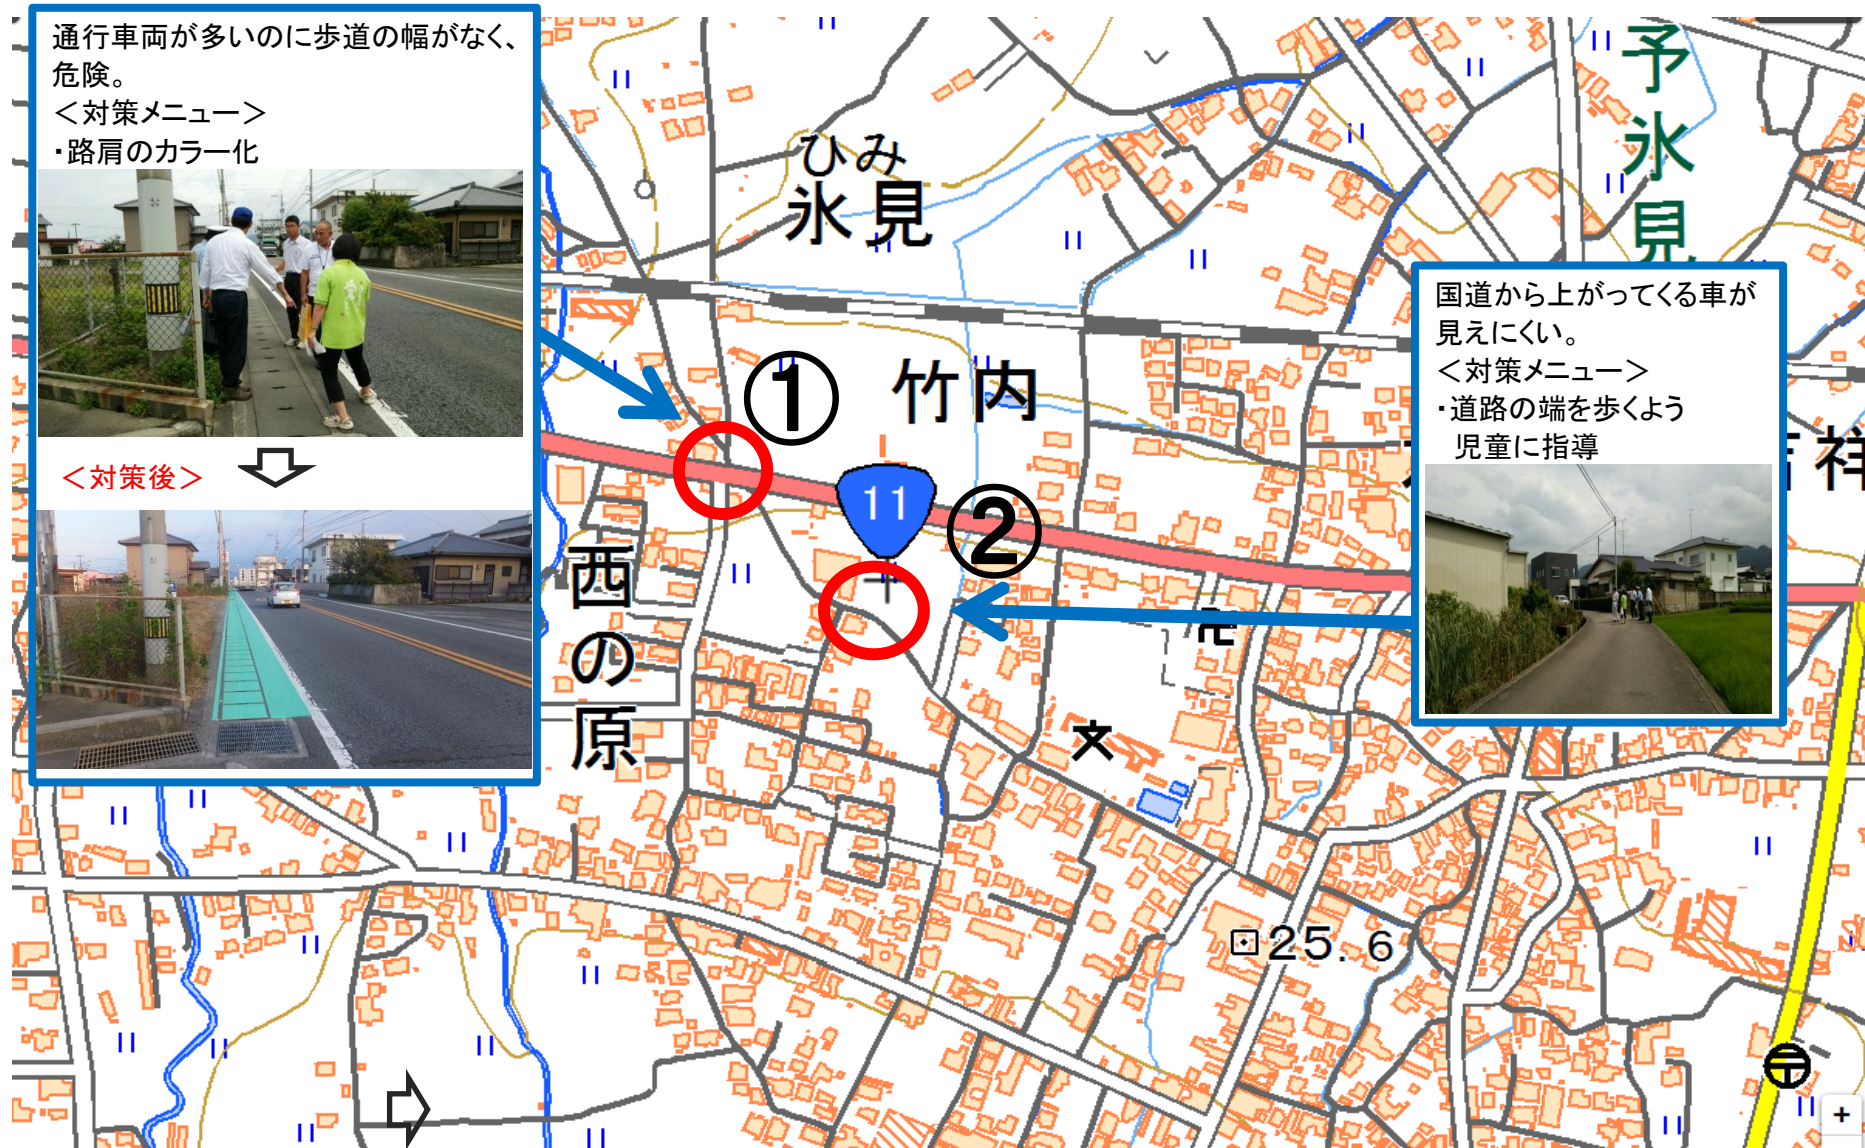 通行車両が多いのに歩道の幅がなく、
危険。
＜対策メニュー＞
・路肩のカラー化
＜対策後＞
ひみ
氷見
竹内
①
11
②
西の原
予氷見
国道から上がってくる車が
見えにくい。
＜対策メニュー＞
・道路の端を歩くよう
児童に指導
祥
25.6
+